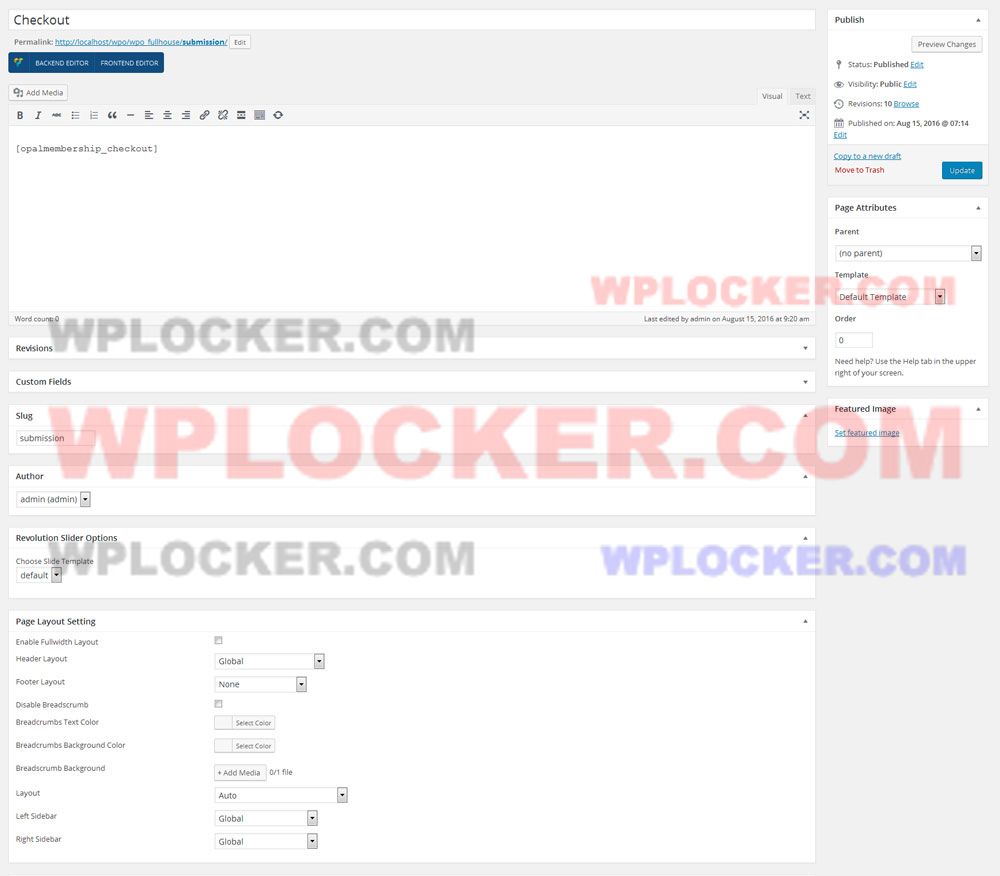 Checkout
Permalink: http://localhost/wpo/wpo_fullhouse/submission/ Edit
BACKEND EDITOR FRONTEND EDITOR
Add Media
Visual Text
B I ABC
[opalmembership_checkout]
Word count: 0
Last edited by admin on August 15, 2016 at 9:20 am
WPLOCKER.COM
Revisions
Custom Fields
Slug
submission
WPLOCKER.COM
Author
admin (admin)
Revolution Slider Options
WPLOCKER.COM
Choose Slide Template
default
Page Layout Setting
Enable Fullwidth Layout
Header Layout Global
Footer Layout None
Disable Breadscrumb
Breadcrumbs Text Color Select Color
Breadcrumbs Background Color Select Color
Breadscrumb Background + Add Media 0/1 file
Layout Auto
Left Sidebar Global
Right Sidebar Global
Publish
Preview Changes
Status: Published Edit
Visibility: Public Edit
Revisions: 10 Browse
Published on: Aug 15, 2016 @ 07:14
Edit
Copy to a new draft
Move to Trash
Update
Page Attributes
Parent
(no parent)
Template
WPLOCKER.COM
Default Template
Order
0
Need help? Use the Help tab in the upper
right of your screen.
Featured Image
Set featured image
WPLOCKER.COM